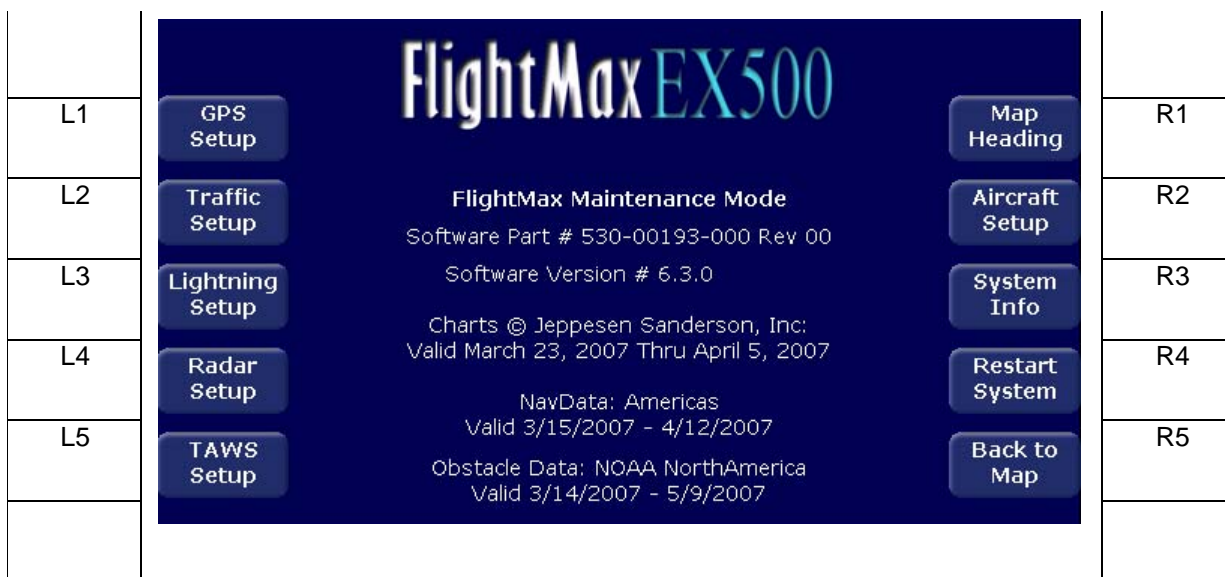 FlightMax EX500
L1
GPS
Setup
Map
Heading
R1
L2
Traffic
Setup
FlightMax Maintenance Mode
Software Part # 530-00193-000 Rev 00
Aircraft
Setup
R2
L3
Lightning
Setup
Software Version # 6.3.0
System
Info
R3
Charts © Jeppesen Sanderson, Inc:
Valid March 23, 2007 Thru April 5, 2007
L4
Radar
Setup
Restart
System
R4
NavData: Americas
Valid 3/15/2007 - 4/12/2007
L5
TAWS
Setup
Obstacle Data: NOAA NorthAmerica
Valid 3/14/2007 - 5/9/2007
Back to
Map
R5